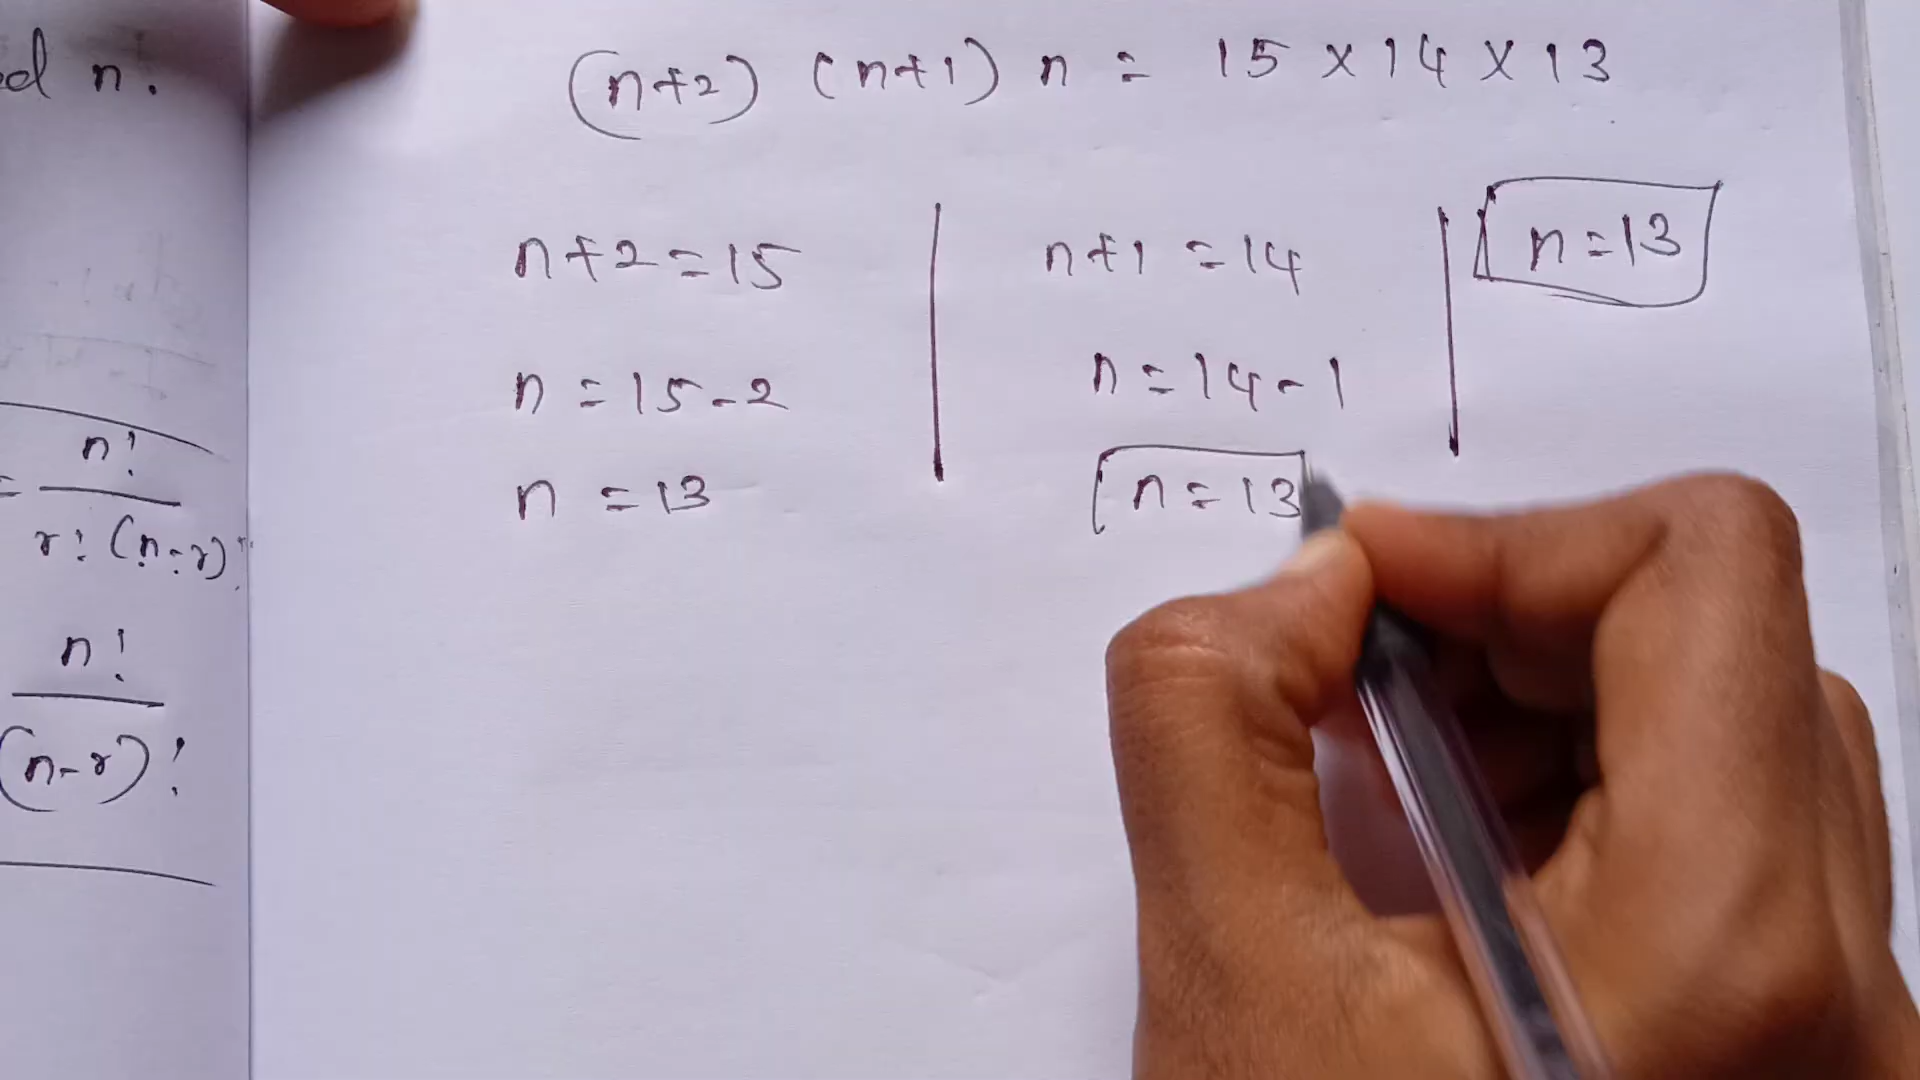 n.
= n!
r! (n-r)!
n!
(n-r)!
(n+2) (n+1) n = 15 × 14 × 13
n+2=15
n = 15-2
n = 13
n+1 = 14
n = 14-1
n = 13
n = 13